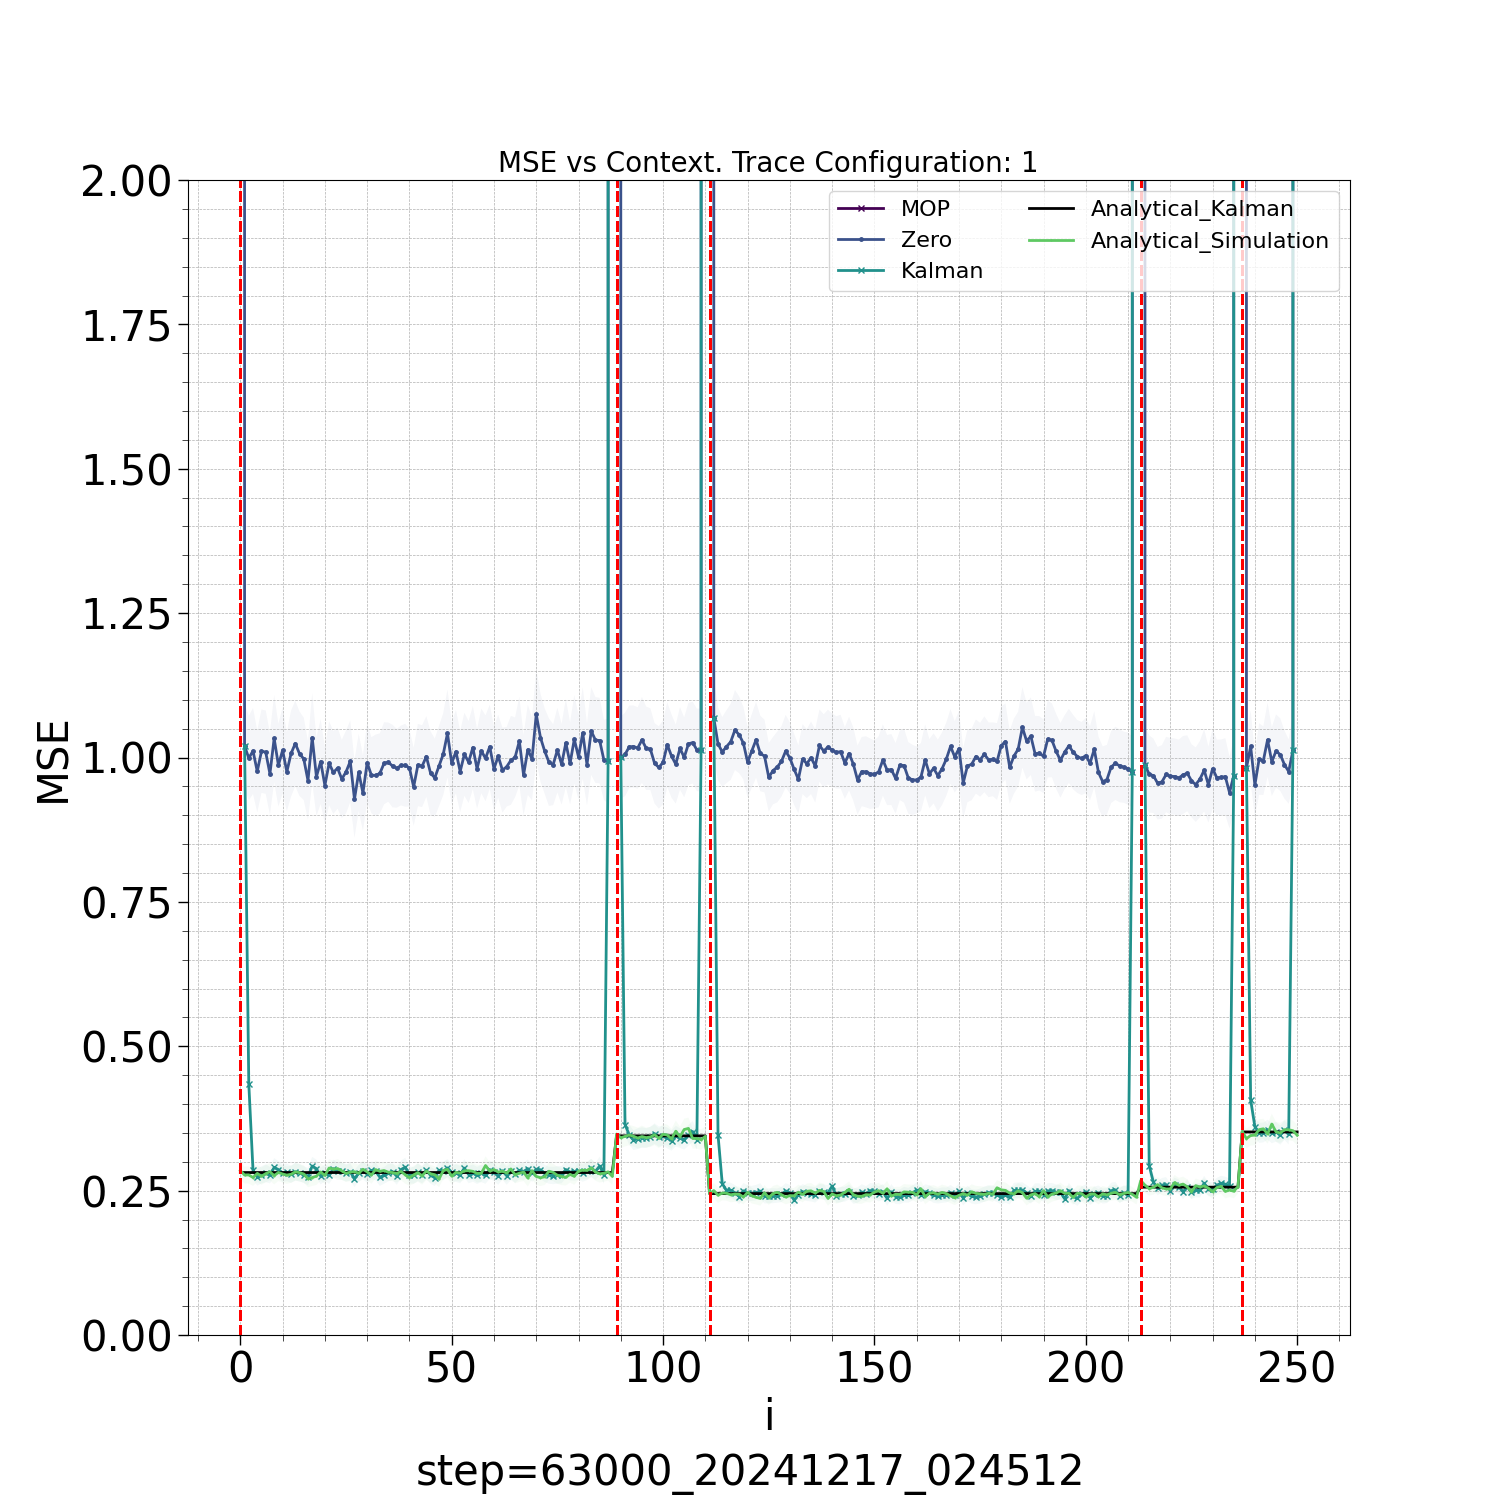 MSE vs Context. Trace Configuration: 1
MOP
Zero
Kalman
Analytical_Kalman
Analytical_Simulation
2.00
1.75
1.50
1.25
1.00
0.75
0.50
0.25
0.00
MSE
0 50 100 150 200 250
i
step=63000_20241217_024512